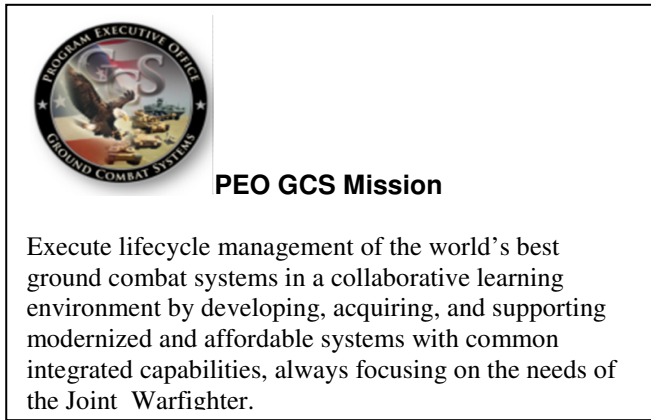 PROGRAM EXECUTIVE OFFICE
GCS
GROUND COMBAT SYSTEMS
PEO GCS Mission
Execute lifecycle management of the world's best
ground combat systems in a collaborative learning
environment by developing, acquiring, and supporting
modernized and affordable systems with common
integrated capabilities, always focusing on the needs of
the Joint Warfighter.